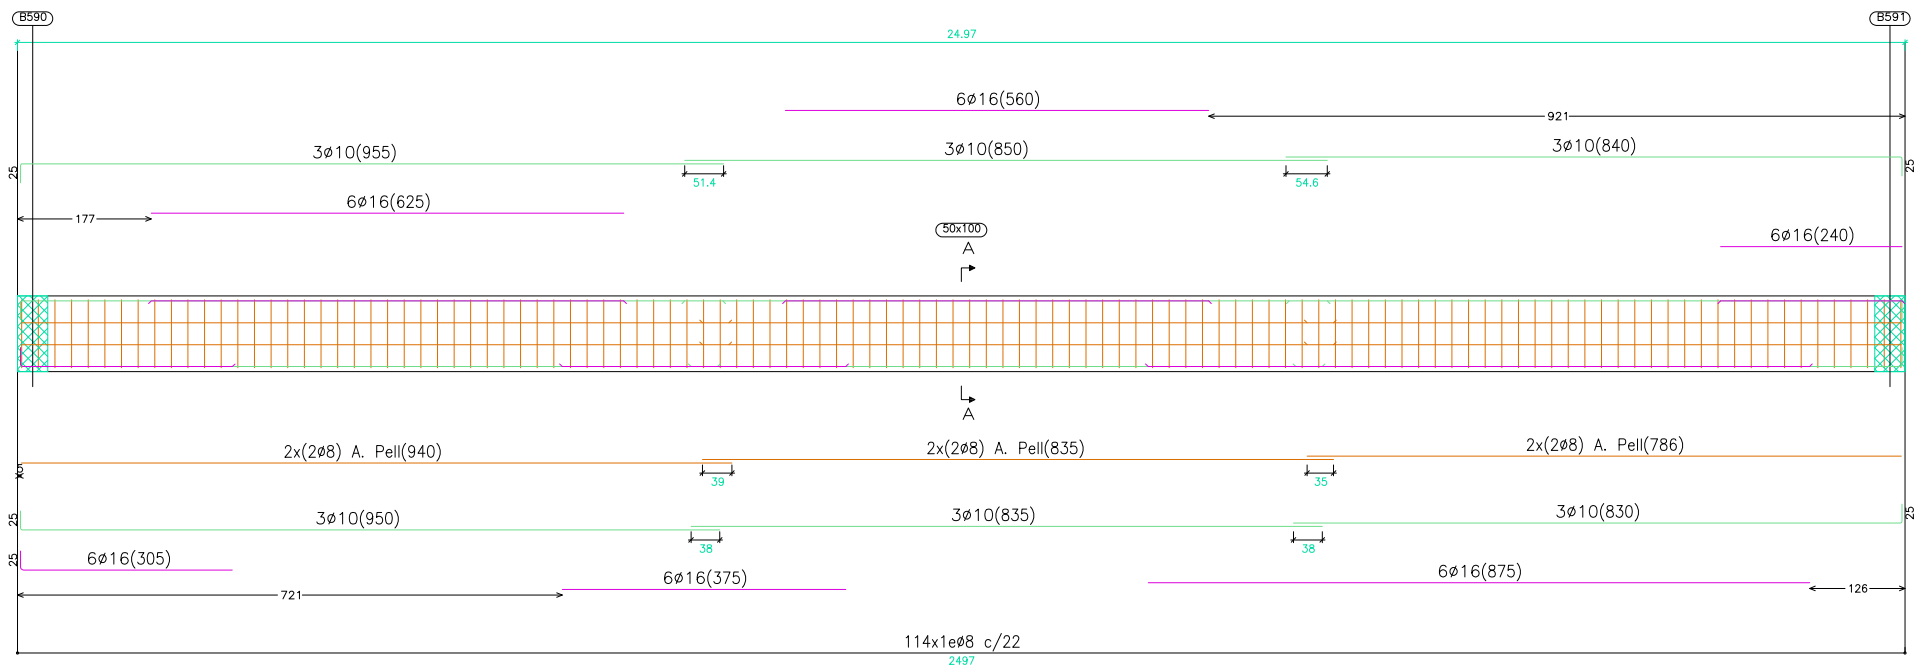 B590
B591
24.97
6ø16(560)
921
3ø10(955)
3ø10(850)
3ø10(840)
25
25
51.4
54.6
6ø16(625)
177
50x100
A
6ø16(240)
A
2x(2ø8) A. Pell(940)
2x(2ø8) A. Pell(835)
2x(2ø8) A. Pell(786)
5
39
35
25
3ø10(950)
3ø10(835)
3ø10(830)
25
38
38
25
6ø16(305)
6ø16(375)
6ø16(875)
721
126
114x1eø8 c/22
2497